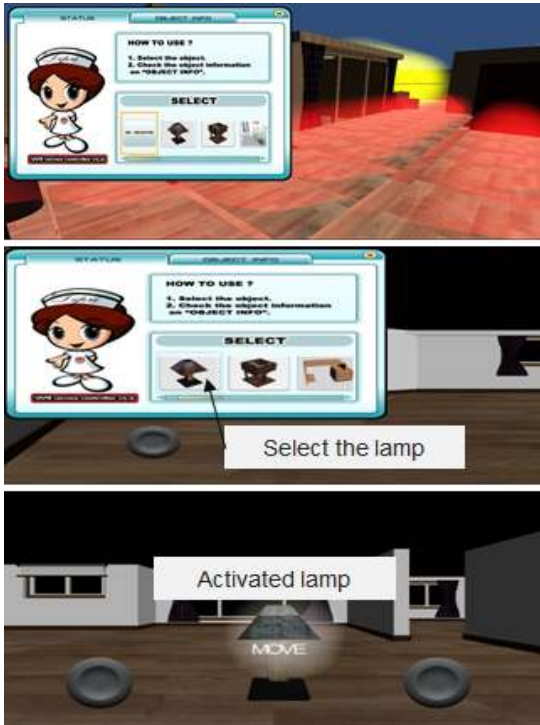 STATUS
OBJECT INFO
HOW TO USE ?
1. Select the object.
2. Check the object information
on "OBJECT INFO".
SELECT
STATUS
OBJECT INFO
HOW TO USE ?
1. Select the object.
2. Check the object information
on "OBJECT INFO".
SELECT
Select the lamp
Activated lamp
MOVE